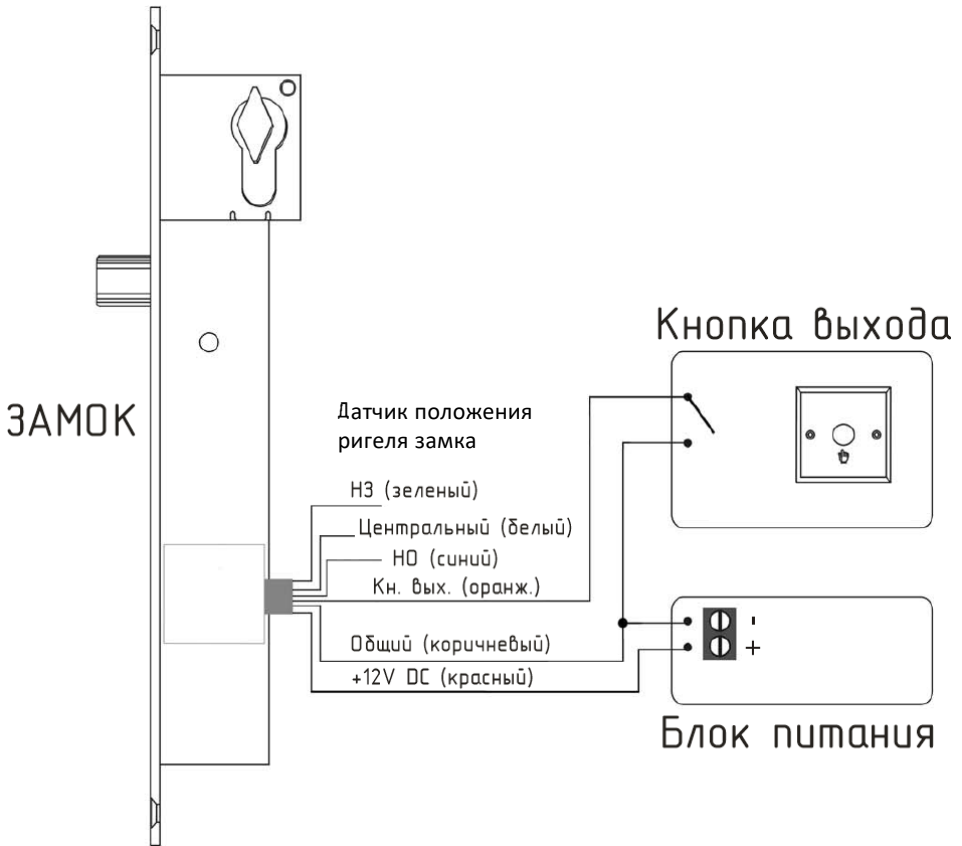 Кнопка выхода
ЗАМОК
Датчик положения
ригеля замка
НЗ (зеленый)
Центральный (белый)
НО (синий)
Кн. вых. (оранж.)
Общий (коричневый)
+12V DC (красный)
-
+
Блок питания